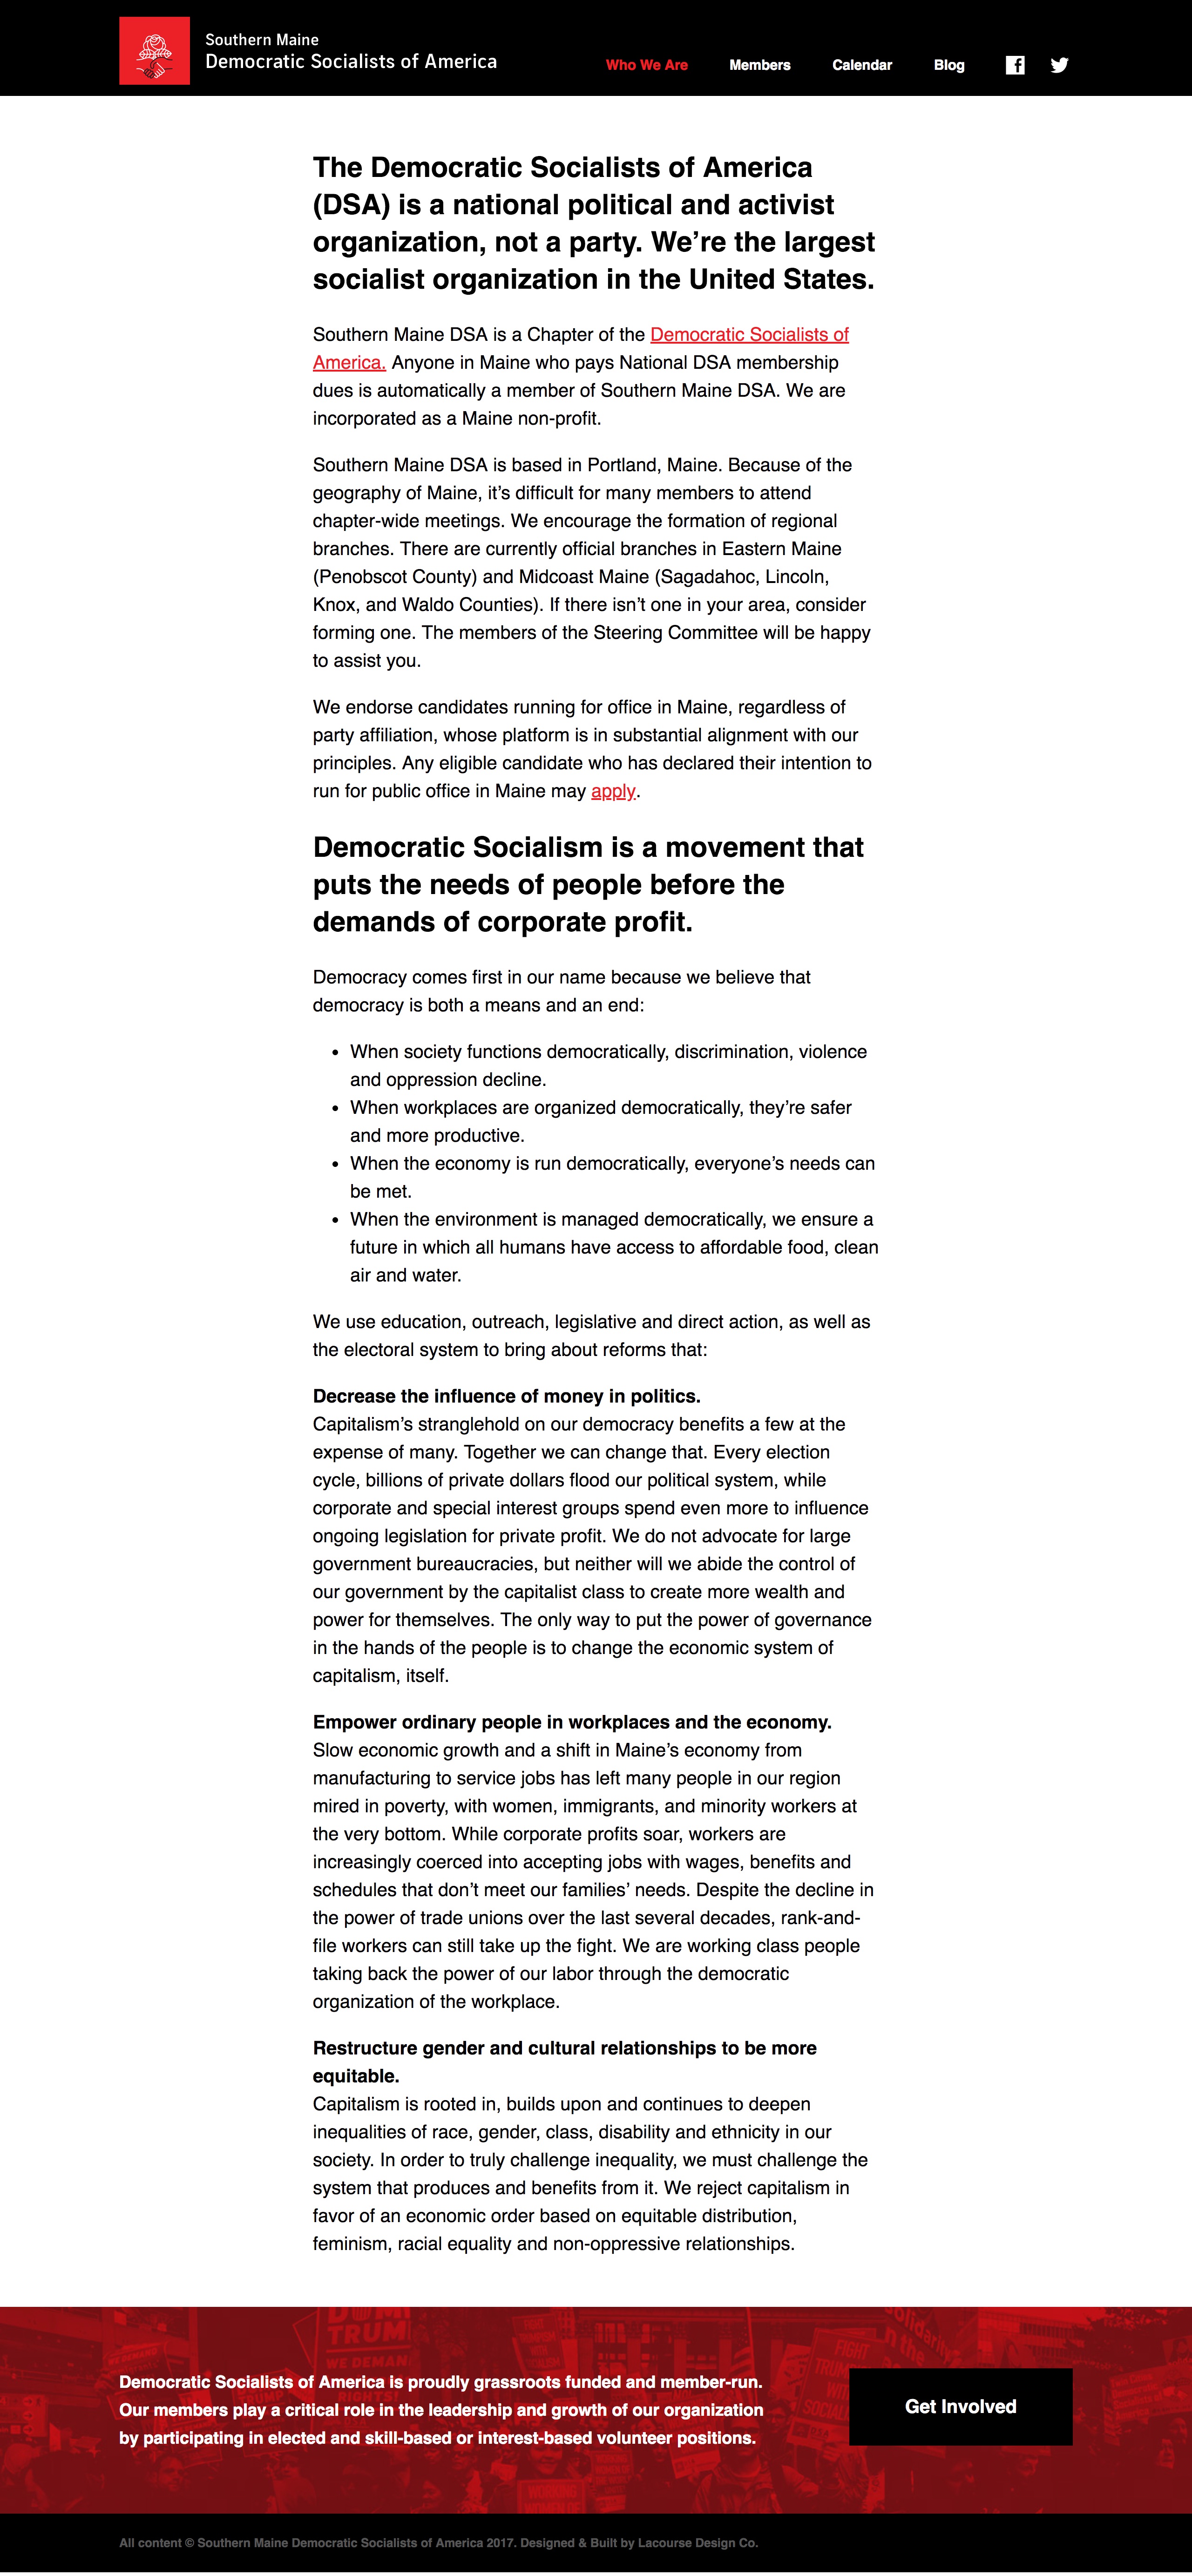 Southern Maine
Democratic Socialists of America
Who We Are
Members
Calendar
Blog
The Democratic Socialists of America
(DSA) is a national political and activist
organization, not a party. We’re the largest
socialist organization in the United States.
Southern Maine DSA is a Chapter of the Democratic Socialists of
America. Anyone in Maine who pays National DSA membership
dues is automatically a member of Southern Maine DSA. We are
incorporated as a Maine non-profit.
Southern Maine DSA is based in Portland, Maine. Because of the
geography of Maine, it’s difficult for many members to attend
chapter-wide meetings. We encourage the formation of regional
branches. There are currently official branches in Eastern Maine
(Penobscot County) and Midcoast Maine (Sagadahoc, Lincoln,
Knox, and Waldo Counties). If there isn’t one in your area, consider
forming one. The members of the Steering Committee will be happy
to assist you.
We endorse candidates running for office in Maine, regardless of
party affiliation, whose platform is in substantial alignment with our
principles. Any eligible candidate who has declared their intention to
run for public office in Maine may apply.
Democratic Socialism is a movement that
puts the needs of people before the
demands of corporate profit.
Democracy comes first in our name because we believe that
democracy is both a means and an end:
• When society functions democratically, discrimination, violence
and oppression decline.
• When workplaces are organized democratically, they’re safer
and more productive.
• When the economy is run democratically, everyone’s needs can
be met.
• When the environment is managed democratically, we ensure a
future in which all humans have access to affordable food, clean
air and water.
We use education, outreach, legislative and direct action, as well as
the electoral system to bring about reforms that:
Decrease the influence of money in politics.
Capitalism’s stranglehold on our democracy benefits a few at the
expense of many. Together we can change that. Every election
cycle, billions of private dollars flood our political system, while
corporate and special interest groups spend even more to influence
ongoing legislation for private profit. We do not advocate for large
government bureaucracies, but neither will we abide the control of
our government by the capitalist class to create more wealth and
power for themselves. The only way to put the power of governance
in the hands of the people is to change the economic system of
capitalism, itself.
Empower ordinary people in workplaces and the economy.
Slow economic growth and a shift in Maine’s economy from
manufacturing to service jobs has left many people in our region
mired in poverty, with women, immigrants, and minority workers at
the very bottom. While corporate profits soar, workers are
increasingly coerced into accepting jobs with wages, benefits and
schedules that don’t meet our families’ needs. Despite the decline in
the power of trade unions over the last several decades, rank-and-
file workers can still take up the fight. We are working class people
taking back the power of our labor through the democratic
organization of the workplace.
Restructure gender and cultural relationships to be more
equitable.
Capitalism is rooted in, builds upon and continues to deepen
inequalities of race, gender, class, disability and ethnicity in our
society. In order to truly challenge inequality, we must challenge the
system that produces and benefits from it. We reject capitalism in
favor of an economic order based on equitable distribution,
feminism, racial equality and non-oppressive relationships.
Democratic Socialists of America is proudly grassroots funded and member-run.
Our members play a critical role in the leadership and growth of our organization
by participating in elected and skill-based or interest-based volunteer positions.
Get Involved
All content © Southern Maine Democratic Socialists of America 2017. Designed & Built by Lacourse Design Co.